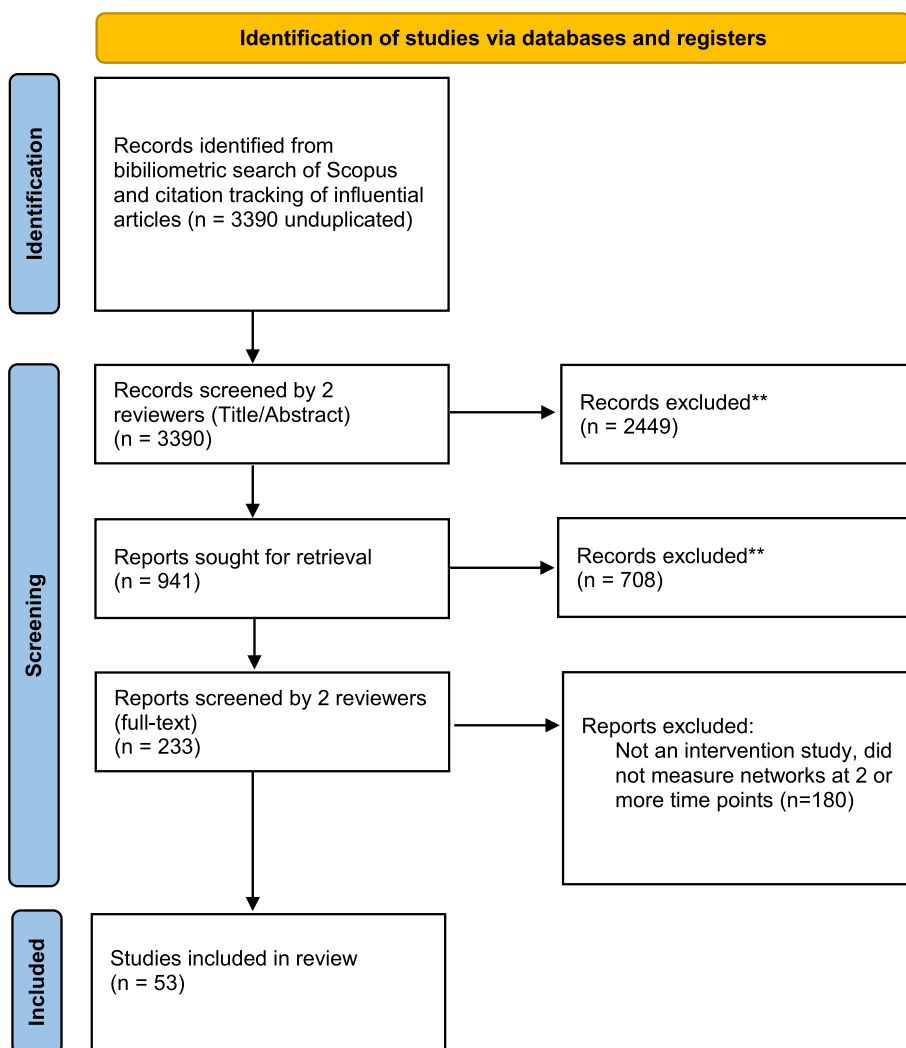 Identification of studies via databases and registers
Identification
Records identified from
bibiliometric search of Scopus
and citation tracking of influential
articles (n = 3390 unduplicated)
Screening
Records screened by 2
reviewers (Title/Abstract)
(n = 3390)
Records excluded**
(n = 2449)
Reports sought for retrieval
(n = 941)
Records excluded**
(n = 708)
Reports screened by 2 reviewers
(full-text)
(n = 233)
Reports excluded:
Not an intervention study, did
not measure networks at 2 or
more time points (n=180)
Included
Studies included in review
(n = 53)